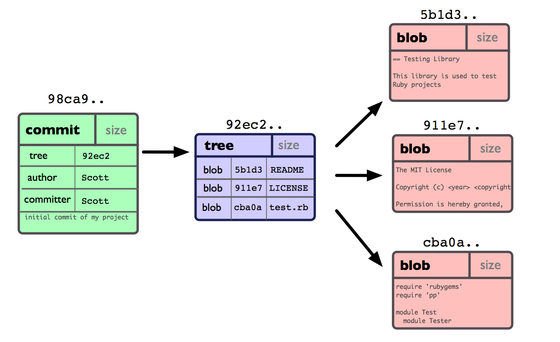 98ca9..
commit size
tree 92ec2
author Scott
committer Scott
initial commit of my project
92ec2..
tree size
blob 5b1d3 README
blob 911e7 LICENSE
blob cba0a test.rb
5b1d3..
blob size
== Testing Library
This library is used to test
Ruby projects
911e7..
blob size
The MIT License
Copyright (c) <year> <copyright
Permission is hereby granted,
cba0a..
blob size
require 'rubygems'
require 'pp'
module Test
module Tester